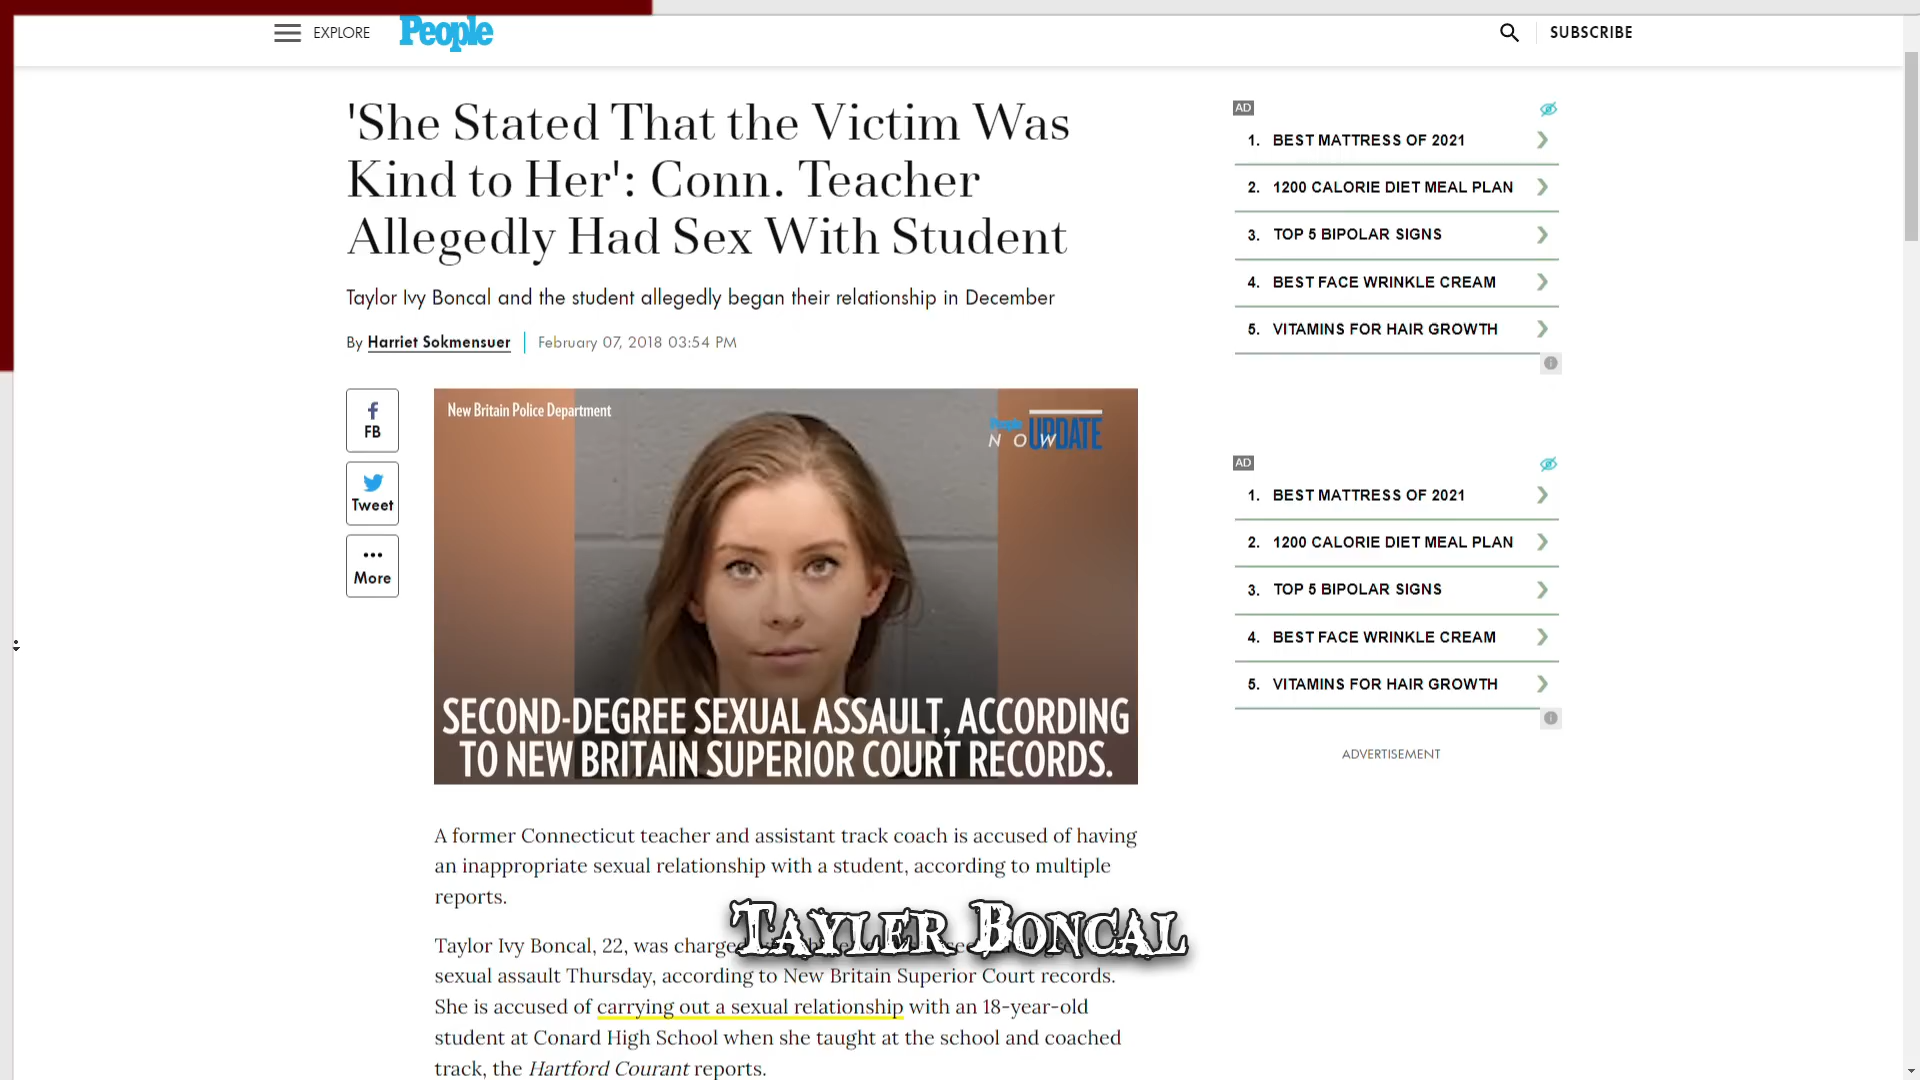 EXPLORE
People
SUBSCRIBE
'She Stated That the Victim Was
Kind to Her': Conn. Teacher
Allegedly Had Sex With Student
Taylor Ivy Boncal and the student allegedly began their relationship in December
By Harriet Sokmensuer
February 07, 2018 03:54 PM
FB
Tweet
More
New Britain Police Department
People
NOW
UPDATE
SECOND-DEGREE SEXUAL ASSAULT, ACCORDING
TO NEW BRITAIN SUPERIOR COURT RECORDS.
A former Connecticut teacher and assistant track coach is accused of having
an inappropriate sexual relationship with a student, according to multiple
reports.
Tayler Boncal
Taylor Ivy Boncal, 22, was charged
sexual assault Thursday, according to New Britain Superior Court records.
She is accused of carrying out a sexual relationship with an 18-year-old
student at Conard High School when she taught at the school and coached
track, the Hartford Courant reports.
AD
1. BEST MATTRESS OF 2021
2. 1200 CALORIE DIET MEAL PLAN
3. TOP 5 BIPOLAR SIGNS
4. BEST FACE WRINKLE CREAM
5. VITAMINS FOR HAIR GROWTH
AD
1. BEST MATTRESS OF 2021
2. 1200 CALORIE DIET MEAL PLAN
3. TOP 5 BIPOLAR SIGNS
4. BEST FACE WRINKLE CREAM
5. VITAMINS FOR HAIR GROWTH
ADVERTISEMENT